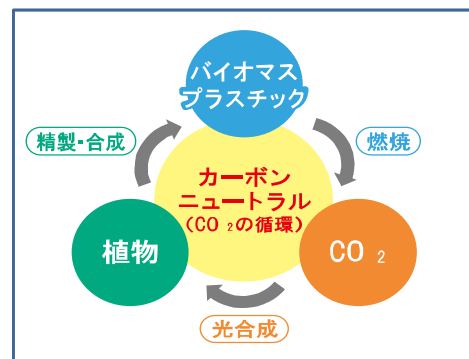 バイオマス
プラスチック
精製・合成
燃焼
カーボン
ニュートラル
（CO ₂の循環）
植物
CO ₂
光合成